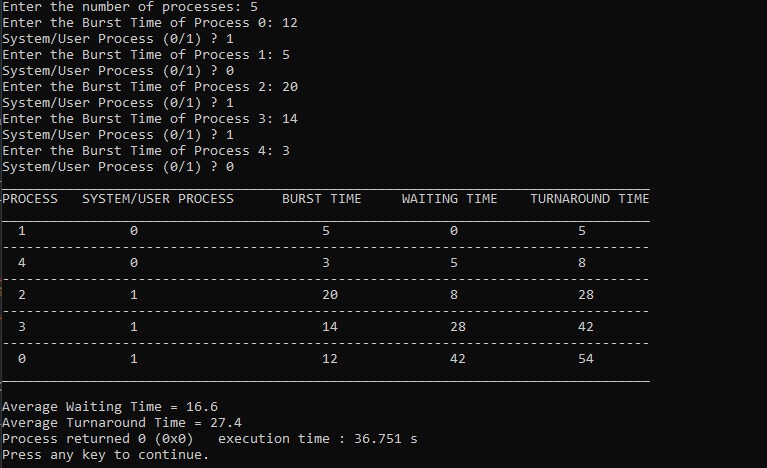 Enter the number of processes: 5
Enter the Burst Time of Process 0: 12
System/User Process (0/1) ? 1
Enter the Burst Time of Process 1: 5
System/User Process (0/1) ? 0
Enter the Burst Time of Process 2: 20
System/User Process (0/1) ? 1
Enter the Burst Time of Process 3: 14
System/User Process (0/1) ? 1
Enter the Burst Time of Process 4: 3
System/User Process (0/1) ? 0
PROCESS SYSTEM/USER PROCESS BURST TIME WAITING TIME TURNAROUND TIME
1 0 5 0 5
4 0 3 5 8
2 1 20 8 28
3 1 14 28 42
0 1 12 42 54
Average Waiting Time = 16.6
Average Turnaround Time = 27.4
Process returned 0 (0x0)   execution time : 36.751 s
Press any key to continue.